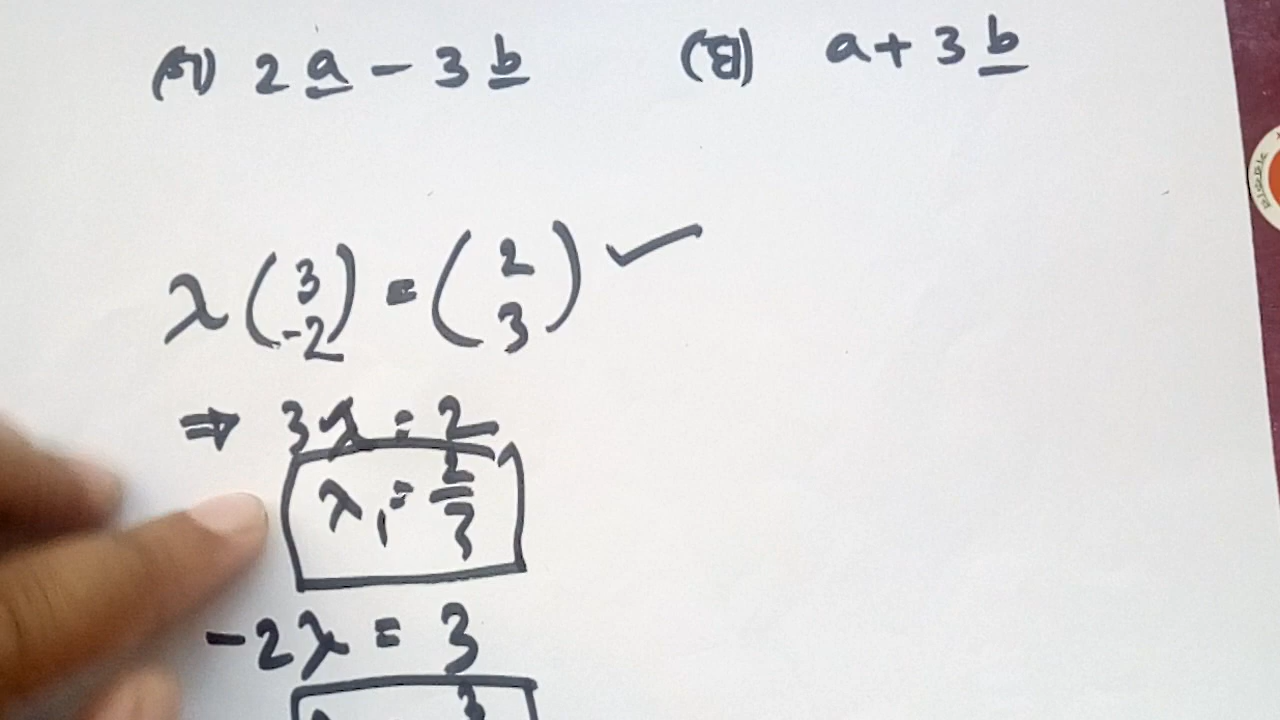 (গ) 2 a - 3 b (ঘ) a + 3 b
λ(3 -2) = (2 3) ✓
⇒ 3λ = 2
λ₁ = 2/3
-2λ = 3